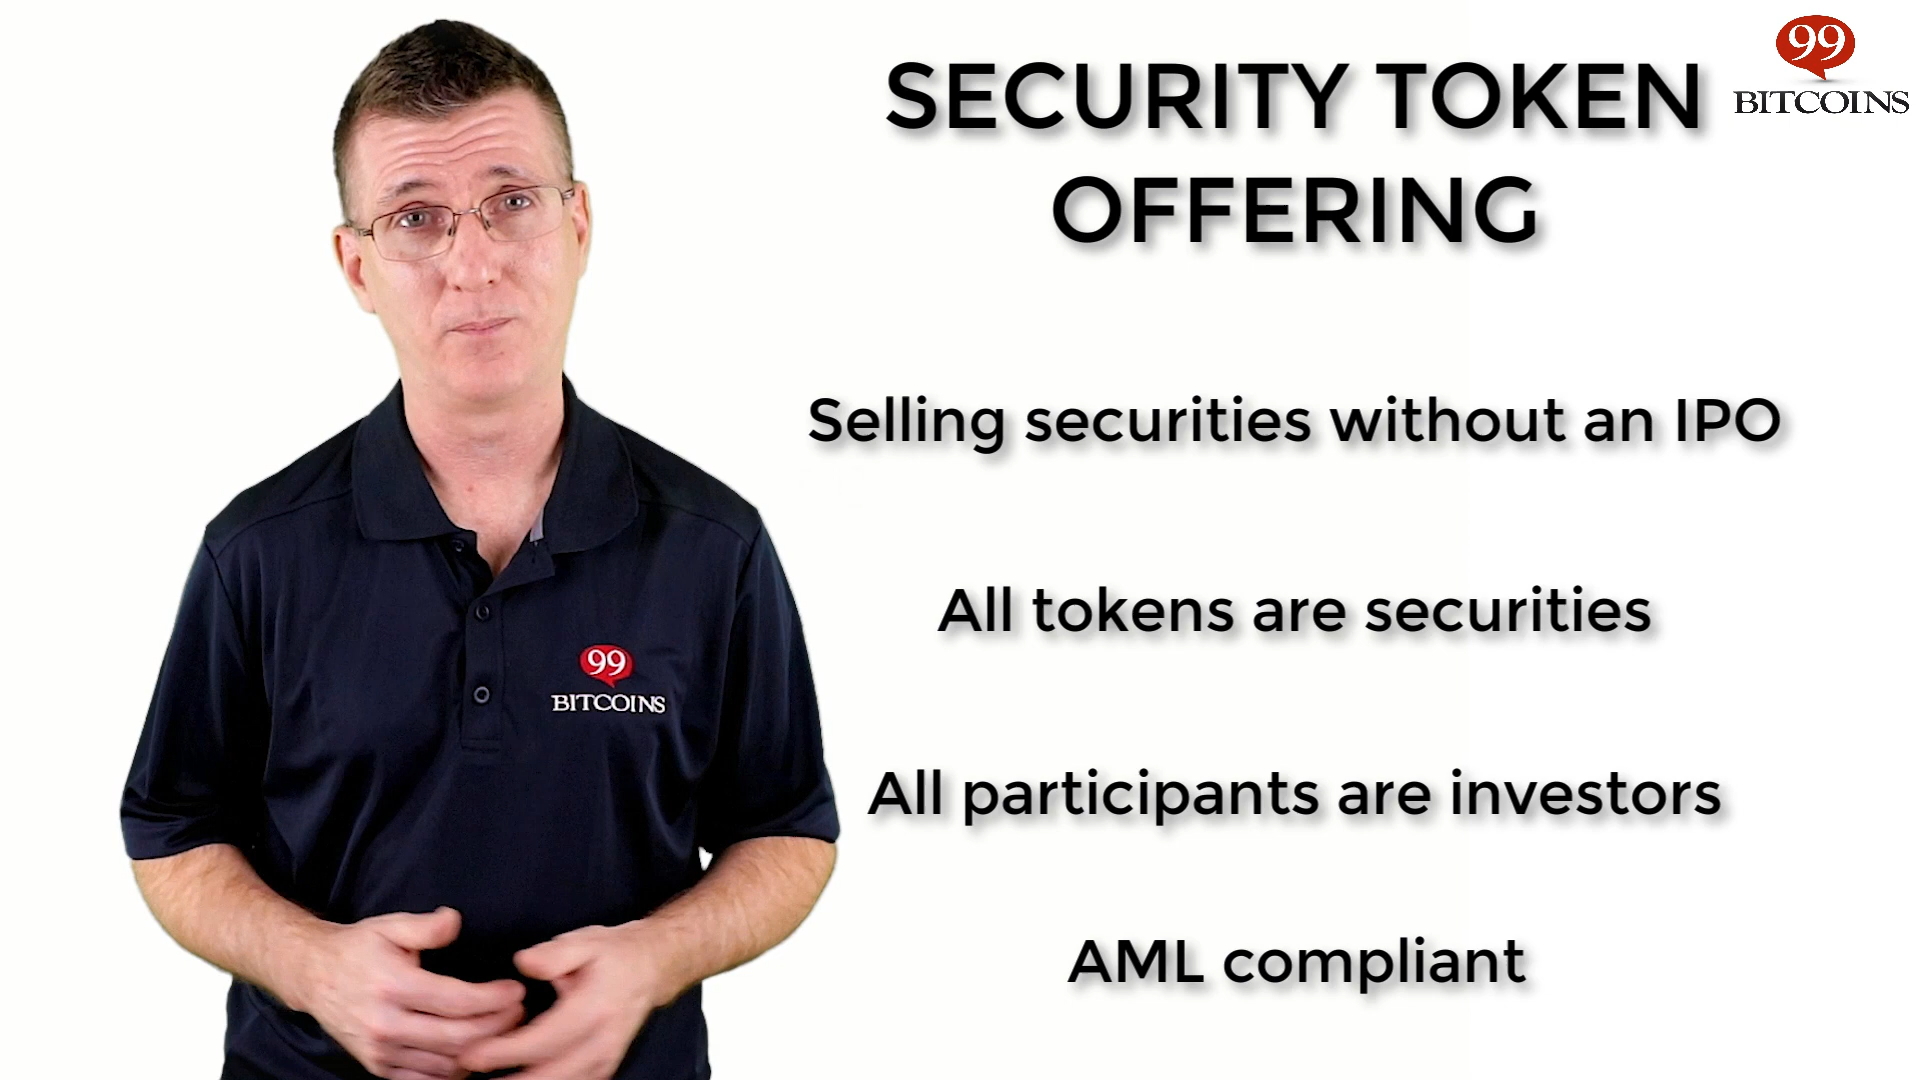 SECURITY TOKEN
OFFERING
99
BITCOINS
Selling securities without an IPO
All tokens are securities
All participants are investors
AML compliant
99
BITCOINS